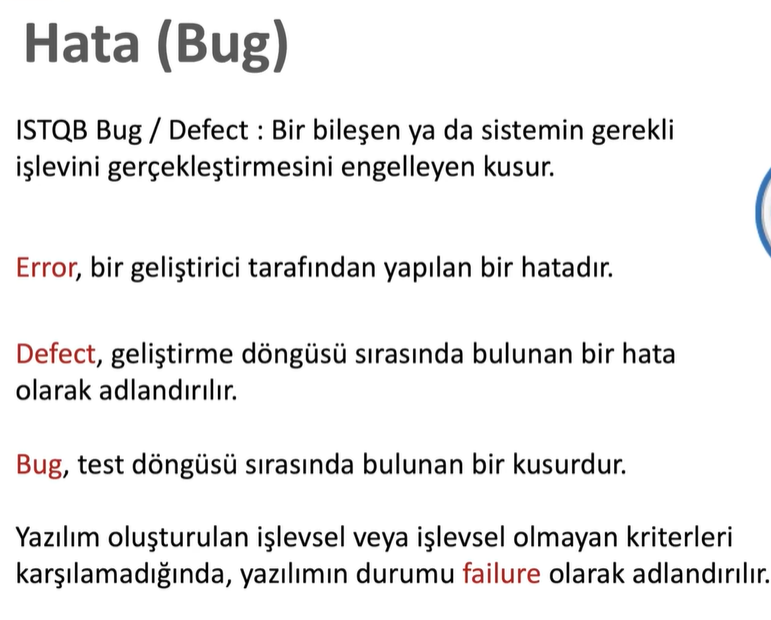 Hata (Bug)
ISTQB Bug / Defect : Bir bileşen ya da sistemin gerekli
işlevini gerçekleştirmesini engelleyen kusur.
Error, bir geliştirici tarafından yapılan bir hatadır.
Defect, geliştirme döngüsü sırasında bulunan bir hata
olarak adlandırılır.
Bug, test döngüsü sırasında bulunan bir kusurdur.
Yazılım oluşturulan işlevsel veya işlevsel olmayan kriterleri
karşılamadığında, yazılımın durumu failure olarak adlandırılır.